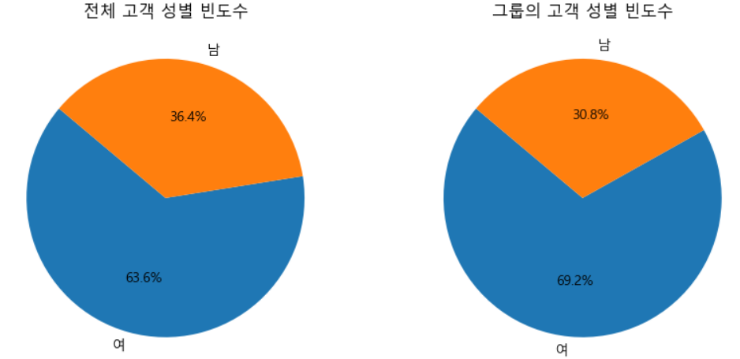 전체 고객 성별 빈도수
남
36.4%
63.6%
여
그룹의 고객 성별 빈도수
남
30.8%
69.2%
여